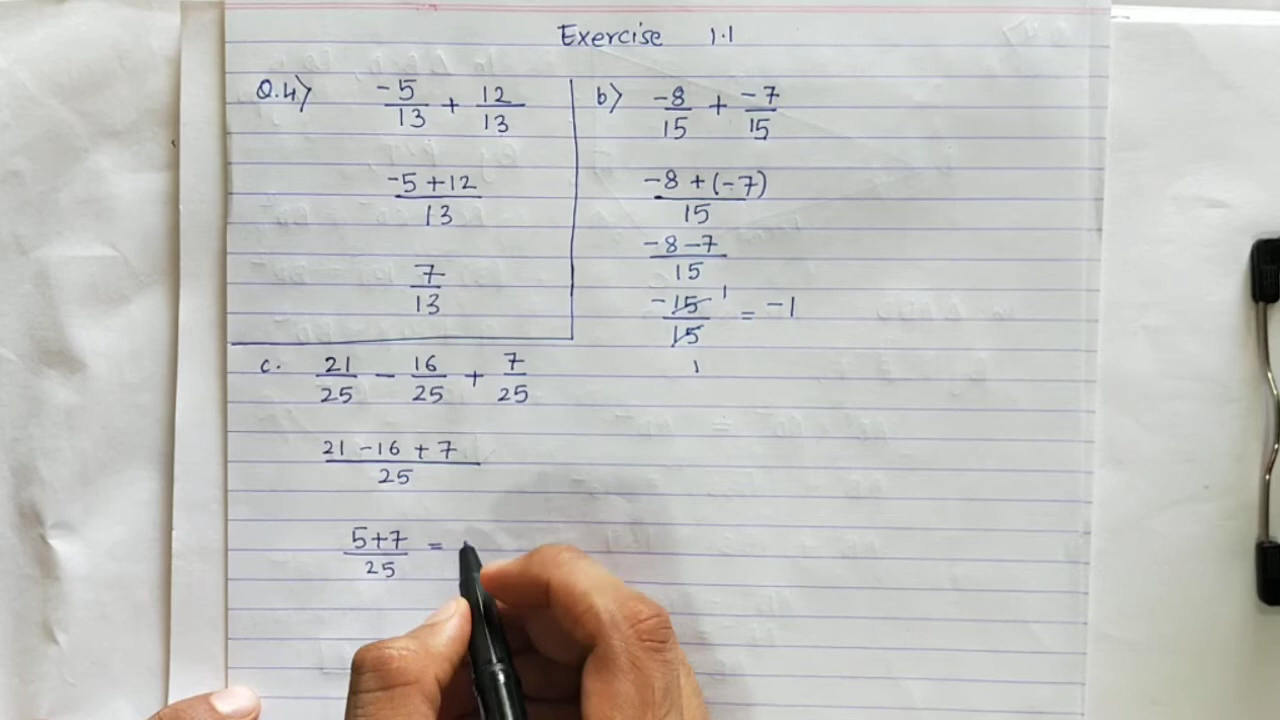 Exercise 1.1
Q.4) -5/13 + 12/13
-5+12/13
7/13
b) -8/15 + -7/15
-8+(-7)/15
-8-7/15
-15/15 1 1 = -1
c. 21/25 - 16/25 + 7/25
21-16+7/25
5+7/25 =